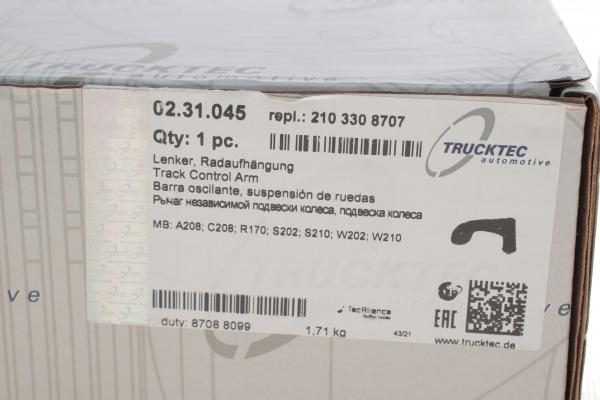 TRUCKTEC
automotive
02.31.045 repl.: 210 330 8707
Qty: 1 pc.
TRUCKTEC
automotive
Lenker, Radaufhängung
Track Control Arm
Barra oscilante, suspensión de ruedas
Рычаг независимой подвески колеса, подвеска колеса
MB: A208; C208; R170; S202; S210; W202; W210
TecAlliance
duty: 8708 8099 1,71 kg 43/21
EAC
www.trucktec.de